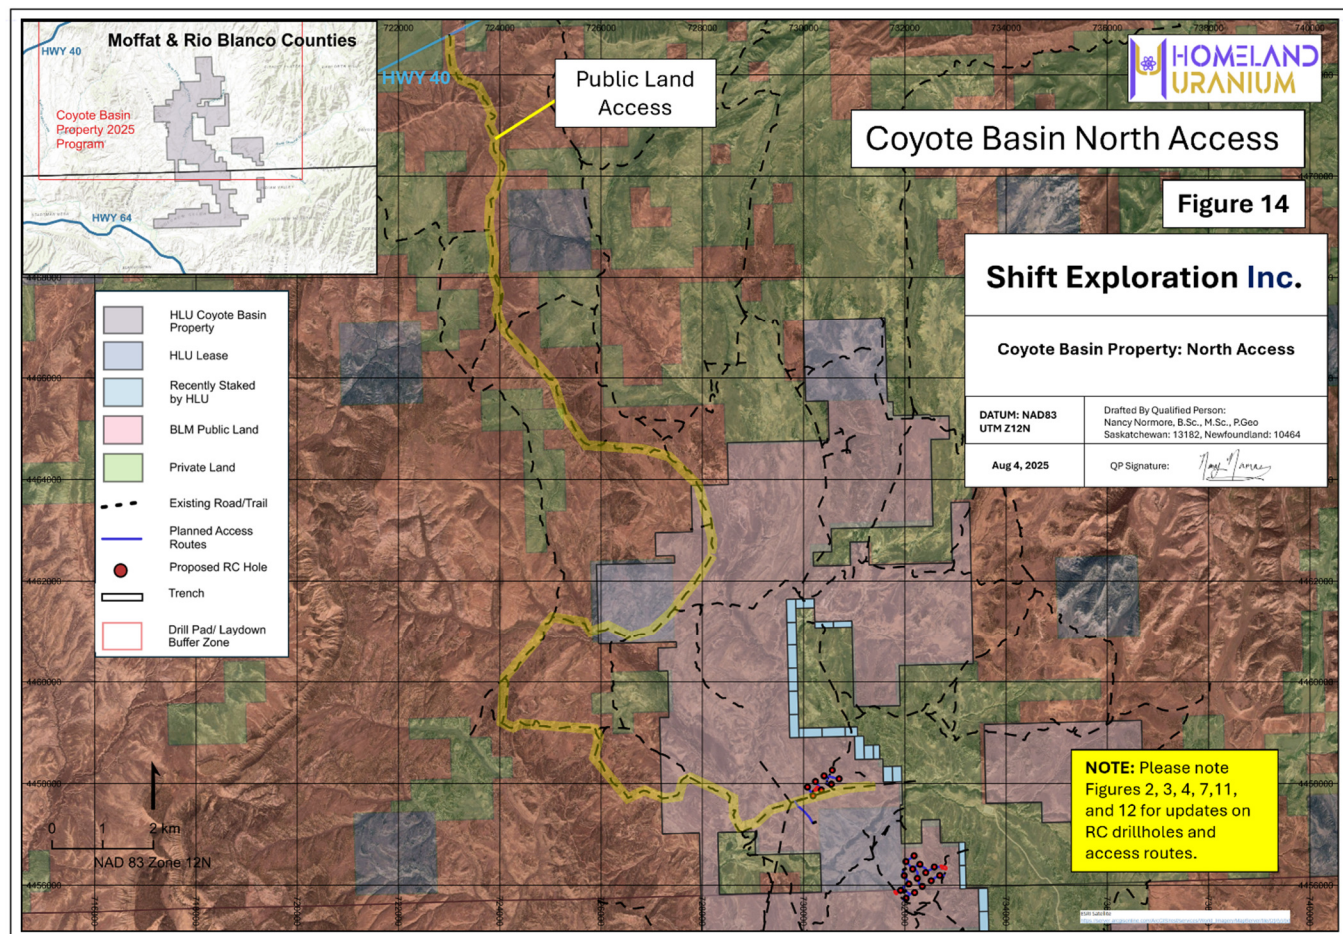 Moffat & Rio Blanco Counties
HWY 40
Coyote Basin
Property 2025
Program
HWY 64
722000
724000
726000
728000
730000
732000
734000
736000
738000
740000
HWY 40
Public Land
Access
HOMELAND
URANIUM
Coyote Basin North Access
Figure 14
Shift Exploration Inc.
Coyote Basin Property: North Access
DATUM: NAD83
UTM Z12N
Drafted By Qualified Person:
Nancy Normore, B.Sc., M.Sc., P.Geo
Saskatchewan: 13182, Newfoundland: 10464
Aug 4, 2025
QP Signature:
HLU Coyote Basin
Property
HLU Lease
Recently Staked
by HLU
BLM Public Land
Private Land
Existing Road/Trail
Planned Access
Routes
Proposed RC Hole
Trench
Drill Pad/ Laydown
Buffer Zone
4470000
4464000
4462000
4460000
4456000
0 1 2 km
NAD 83 Zone 12N
NOTE: Please note
Figures 2, 3, 4, 7,11,
and 12 for updates on
RC drillholes and
access routes.